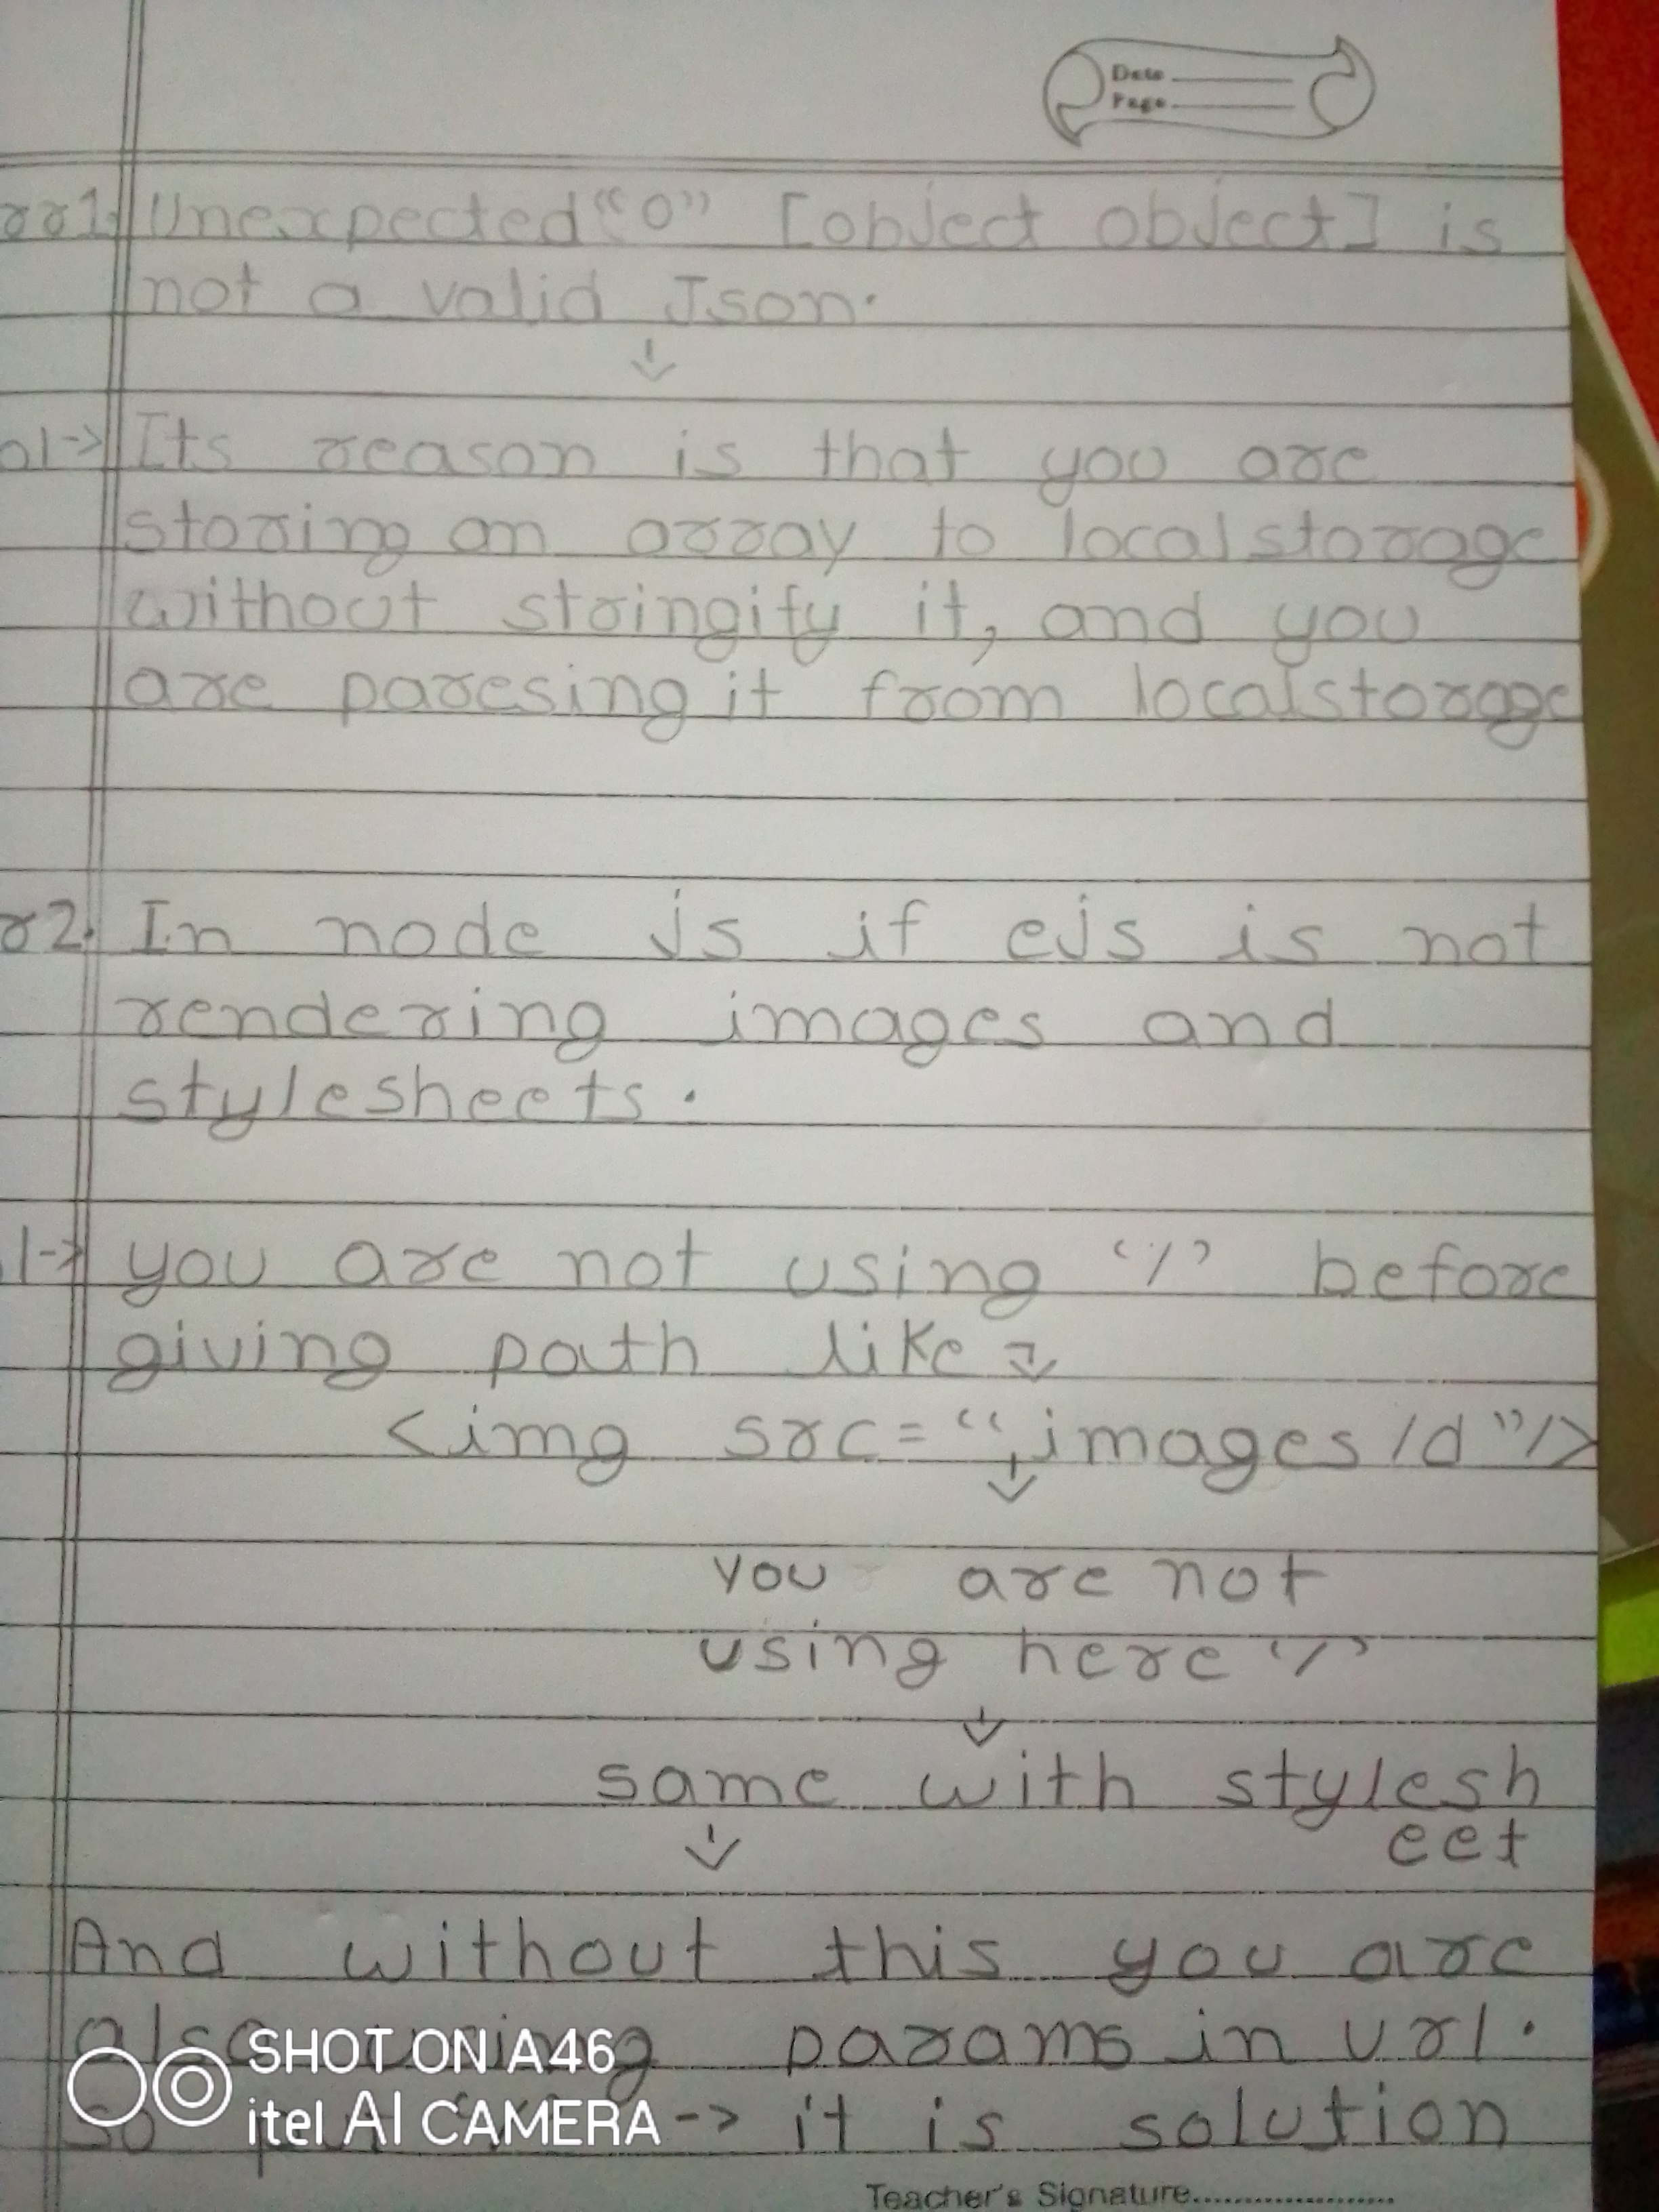 Date
Page
rr1. Unexpected "O" [object object] is
not a valid Json.
ol-> Its reason is that you are
storing an array to localstorage
without stringify it, and you
are paresing it from localstorage
r2. In node js if ejs is not
rendering images and
stylesheets.
l-> you are not using '/' before
giving path like
<img src="images/d"/>
you are not
using here '/'
same with stylesh
eet
And without this you are
also using params in url.
So -> it is solution
SHOT ON A46
itel AI CAMERA
Teacher's Signature.....................